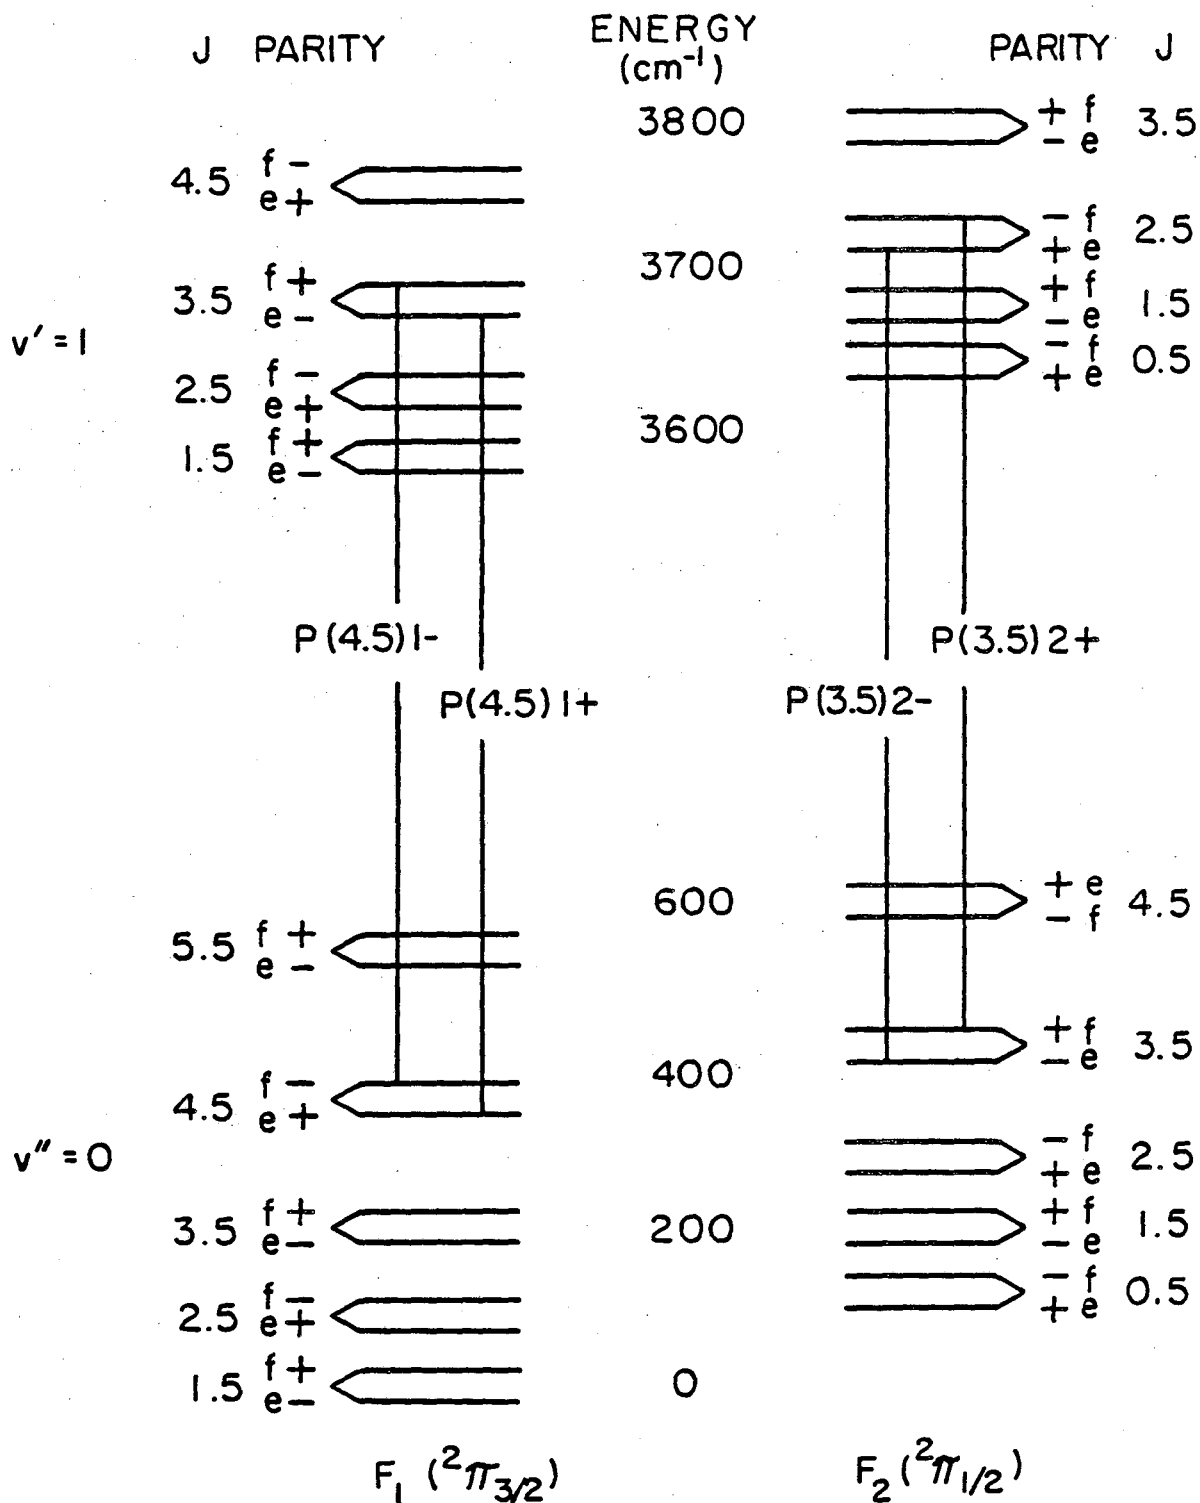 J PARITY ENERGY PARITY J
(cm⁻¹)
3800 + f 3.5
− e
4.5 f −
e +
− f 2.5
+ e
3700
3.5 f +
e −
+ f 1.5
− e
v' = 1
− f 0.5
+ e
2.5 f −
e +
3600
1.5 f +
e −
P(4.5)1- P(3.5)2+
P(4.5)1+ P(3.5)2-
600 + e 4.5
− f
5.5 f +
e −
+ f 3.5
− e
400
4.5 f −
e +
v" = 0
− f 2.5
+ e
3.5 f +
e −
200 + f 1.5
− e
− f 0.5
+ e
2.5 f −
e +
1.5 f +
e −
0
F₁ (²π₃/₂) F₂ (²π₁/₂)